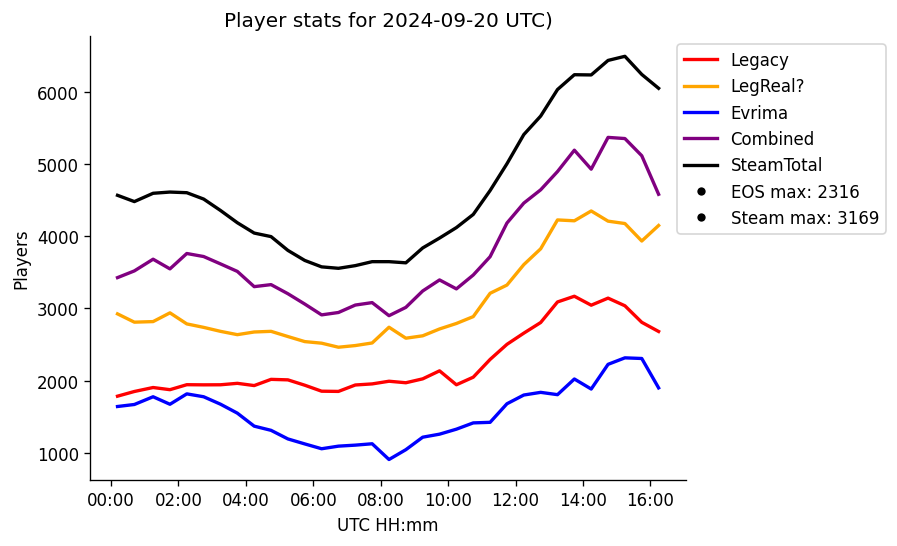 Player stats for 2024-09-20 UTC)
Legacy
LegReal?
Evrima
Combined
SteamTotal
EOS max: 2316
Steam max: 3169
6000
5000
4000
3000
2000
1000
Players
00:00 02:00 04:00 06:00 08:00 10:00 12:00 14:00 16:00
UTC HH:mm